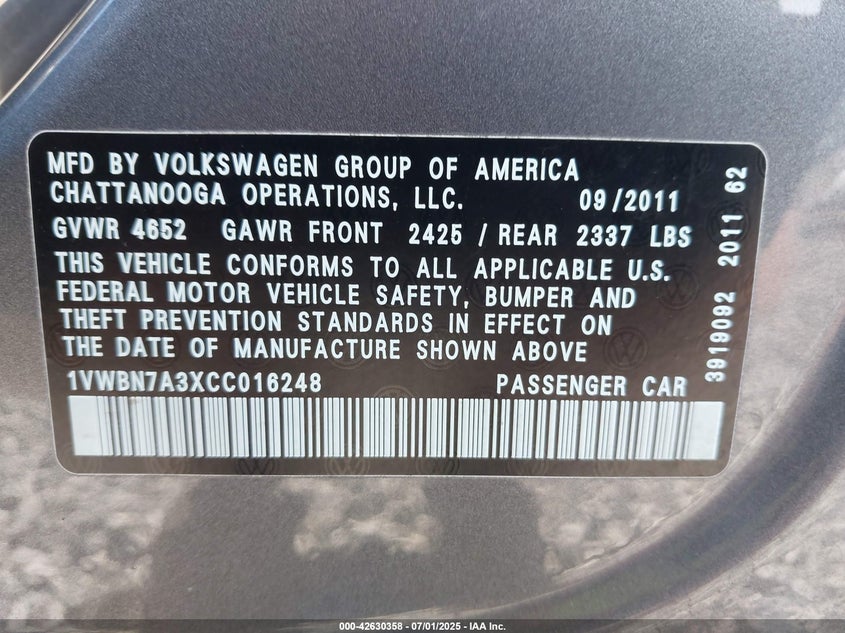 MFD BY VOLKSWAGEN GROUP OF AMERICA
CHATTANOOGA OPERATIONS, LLC. 09/2011
GVWR 4652 GAWR FRONT 2425 / REAR 2337 LBS
THIS VEHICLE CONFORMS TO ALL APPLICABLE U.S.
FEDERAL MOTOR VEHICLE SAFETY, BUMPER AND
THEFT PREVENTION STANDARDS IN EFFECT ON
THE DATE OF MANUFACTURE SHOWN ABOVE
1VWBN7A3XCC016248 PASSENGER CAR
3919092 2011 62
000-42630358 - 07/01/2025 - IAA Inc.